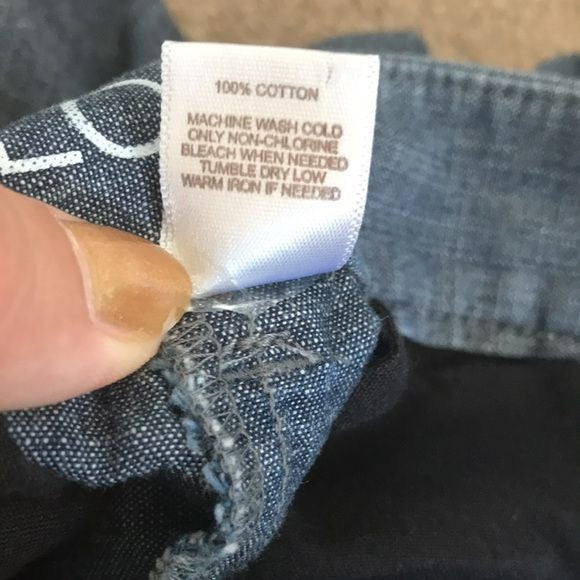 100% COTTON
MACHINE WASH COLD
ONLY NON-CHLORINE
BLEACH WHEN NEEDED
TUMBLE DRY LOW
WARM IRON IF NEEDED